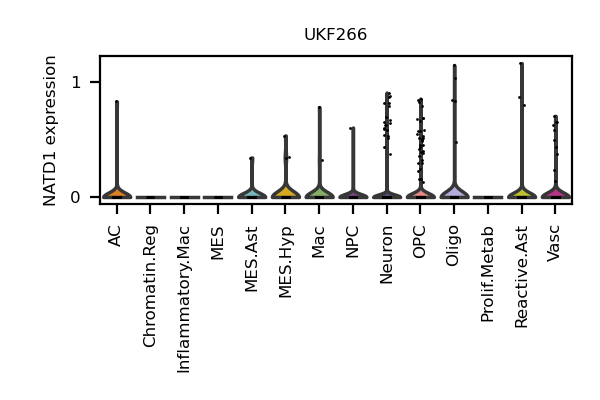 UKF266
NATD1 expression
1
0
AC
Chromatin.Reg
Inflammatory.Mac
MES
MES.Ast
MES.Hyp
Mac
NPC
Neuron
OPC
Oligo
Prolif.Metab
Reactive.Ast
Vasc